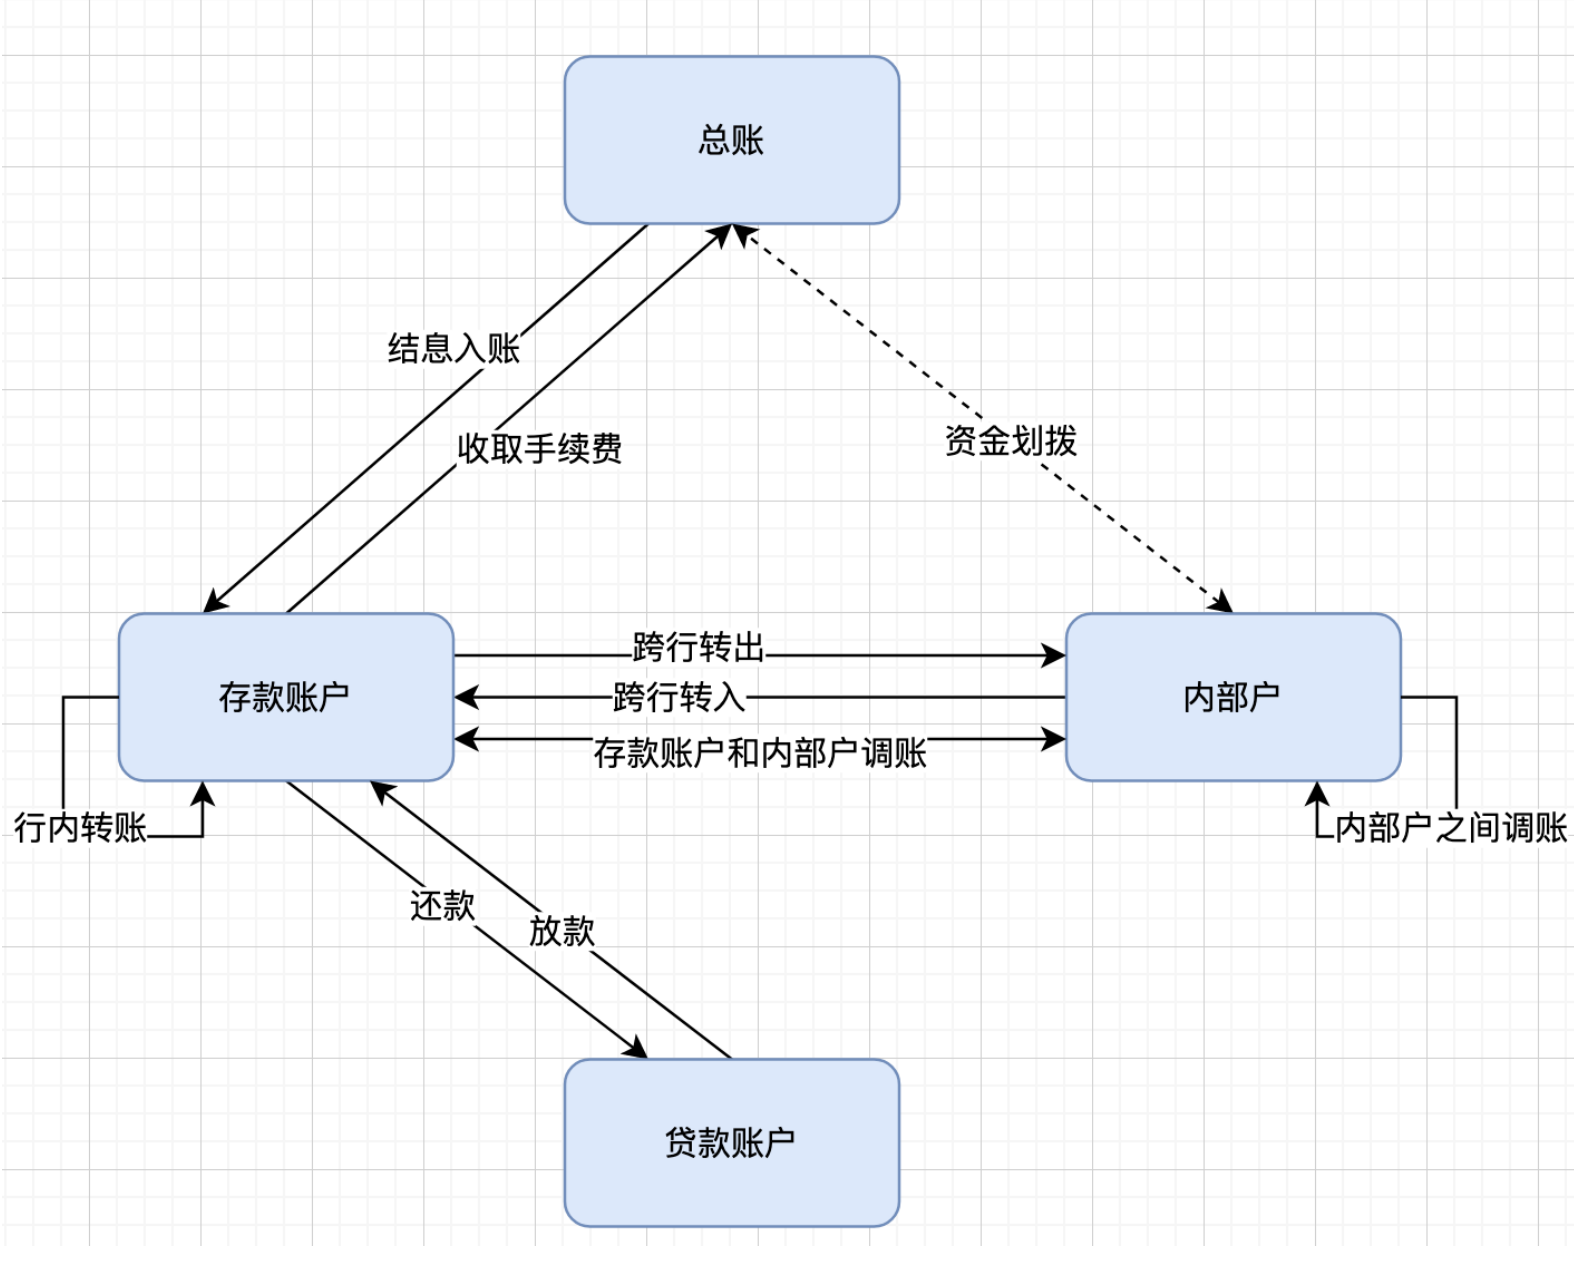 总账
结息入账
收取手续费
资金划拨
跨行转出
存款账户
跨行转入
内部户
存款账户和内部户调账
行内转账
内部户之间调账
还款
放款
贷款账户